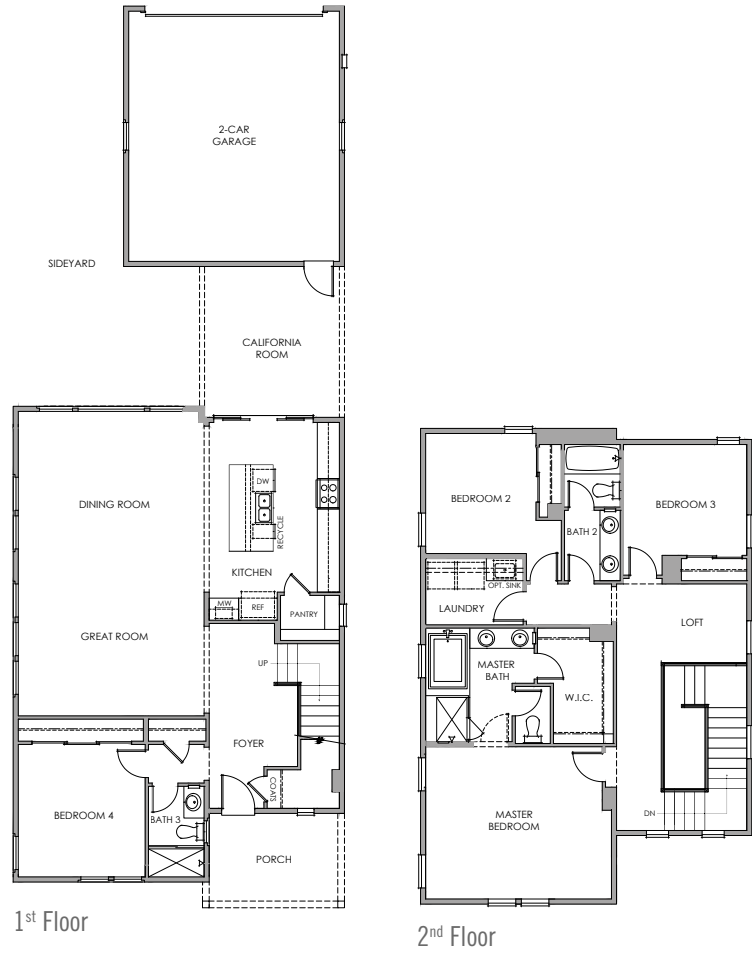 2-CAR
GARAGE
SIDEYARD
CALIFORNIA
ROOM
DINING ROOM
DW
RECYCLE
KITCHEN
MW
REF
PANTRY
GREAT ROOM
UP
FOYER
COATS
BEDROOM 4
BATH 3
PORCH
1st Floor
BEDROOM 2
BATH 2
BEDROOM 3
OPT. SINK
LAUNDRY
LOFT
MASTER
BATH
W.I.C.
MASTER
BEDROOM
DN
2nd Floor